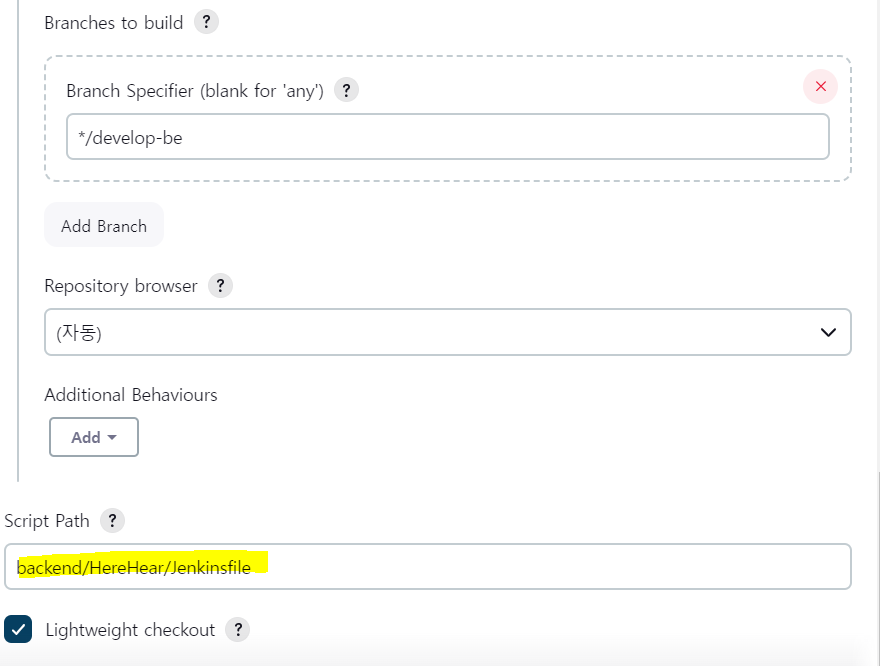 Branches to build ?
Branch Specifier (blank for 'any') ?
*/develop-be
Add Branch
Repository browser ?
(자동)
Additional Behaviours
Add
Script Path ?
backend/HereHear/Jenkinsfile
Lightweight checkout ?